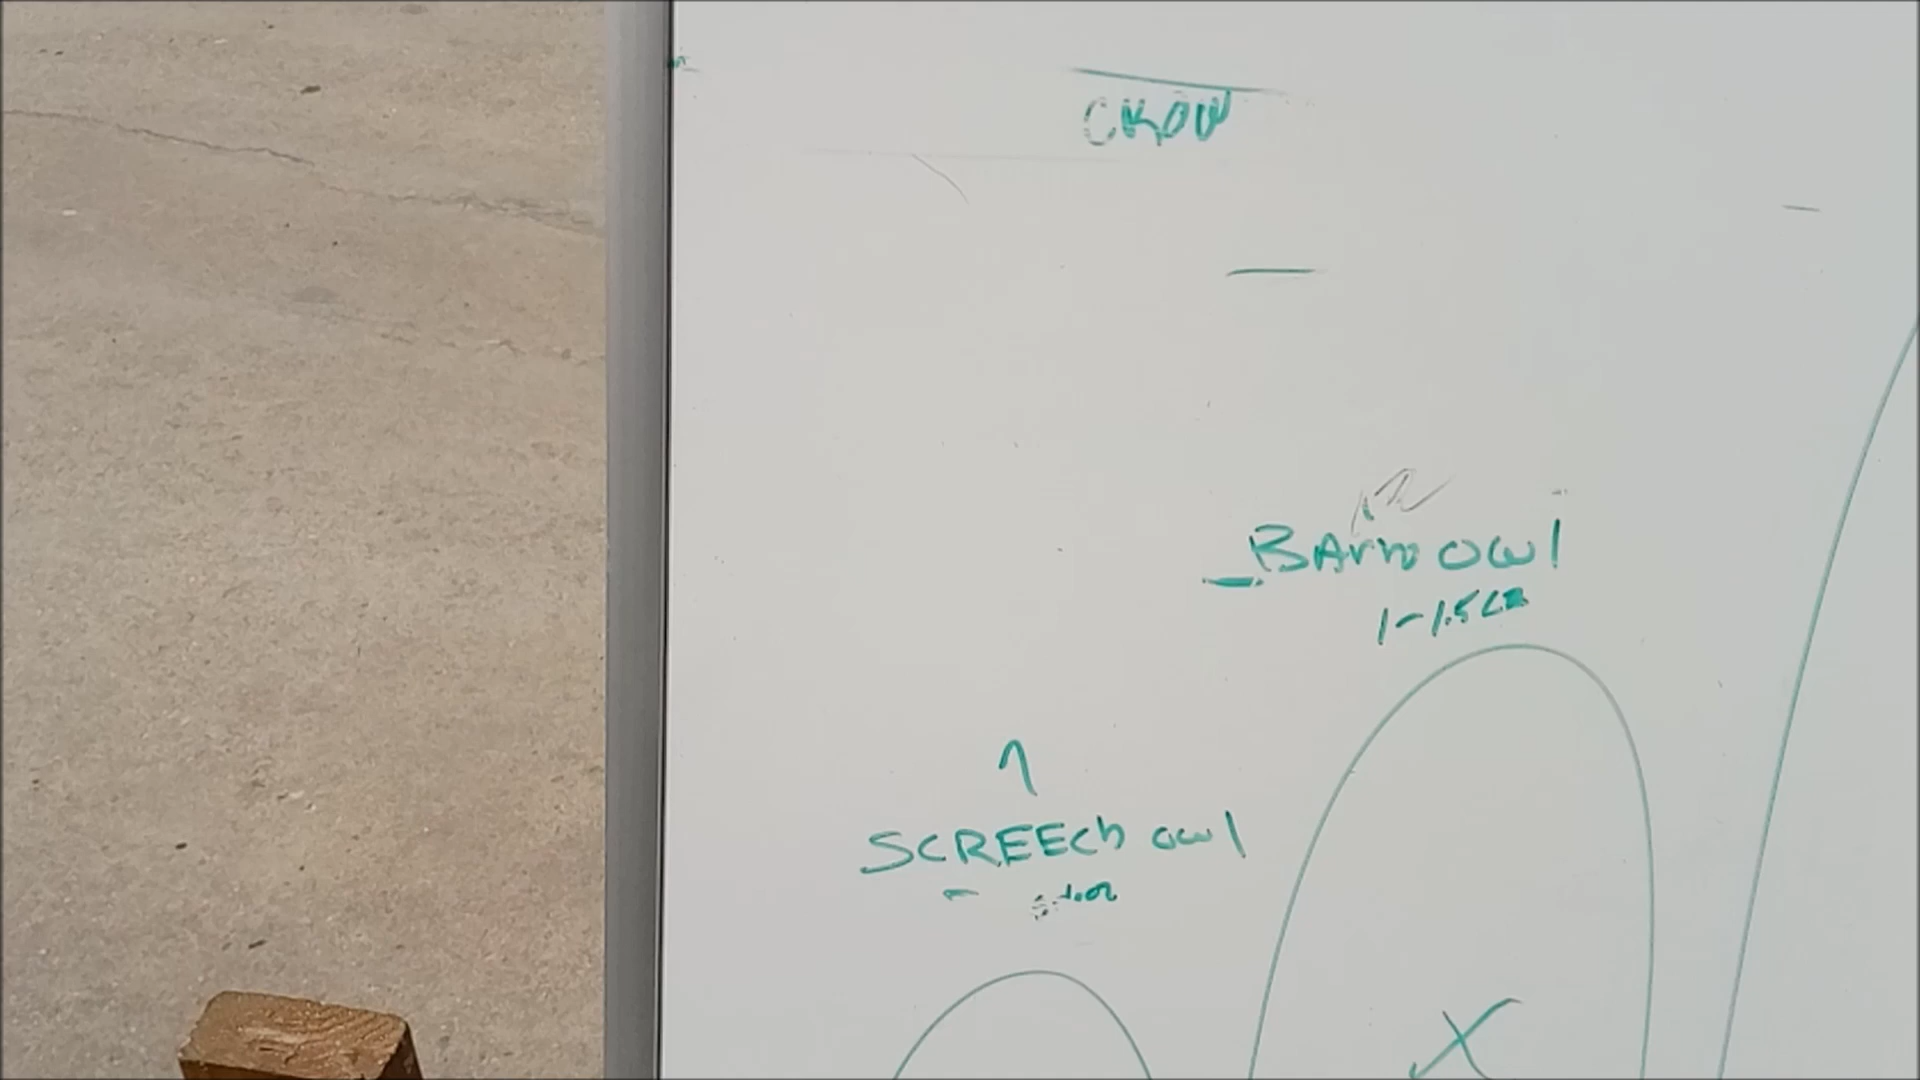 CROW
BArn owl
1-1.5LB
SCREEch owl
X